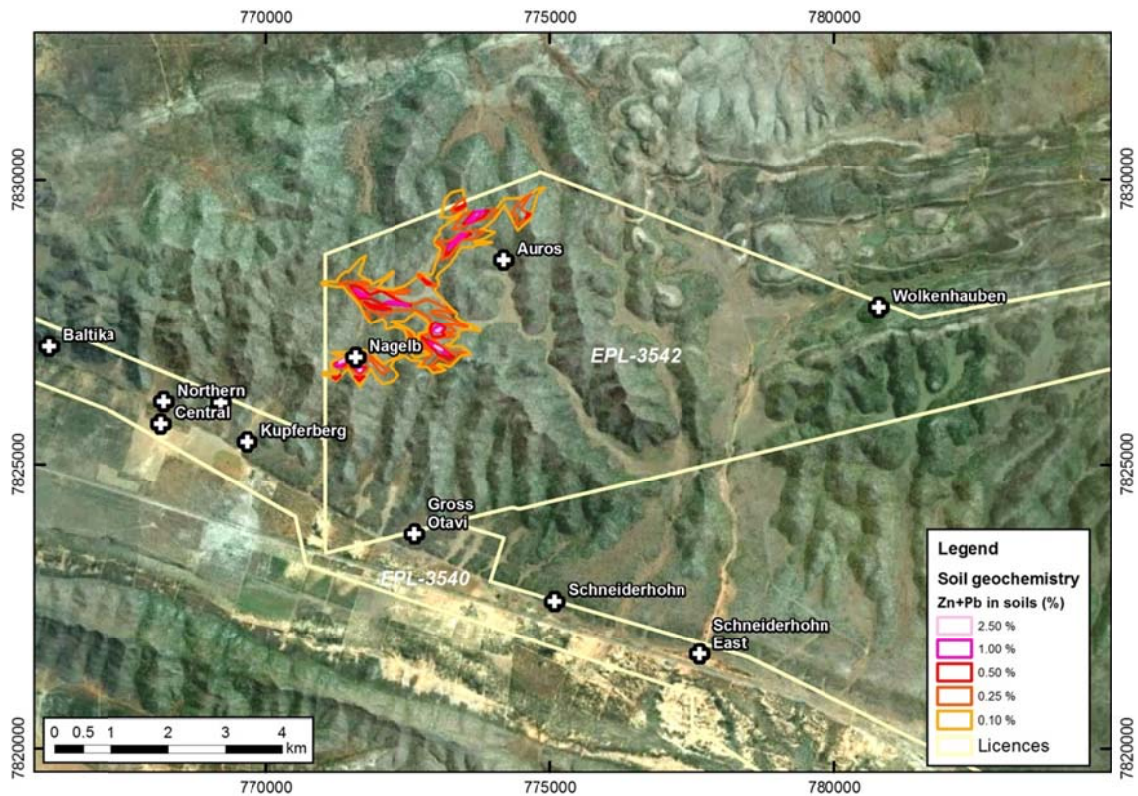 770000
775000
780000
7830000
7830000
Auros
Wolkenhauben
Baltika
Nagelb
EPL-3542
Northern
Central
Kupferberg
7825000
7825000
Gross
Otavi
EPL-3540
Schneiderhohn
Schneiderhohn
East
Legend
Soil geochemistry
Zn+Pb in soils (%)
2.50 %
1.00 %
0.50 %
0.25 %
0.10 %
Licences
0 0.5 1 2 3 4
km
7820000
7820000
770000
775000
780000